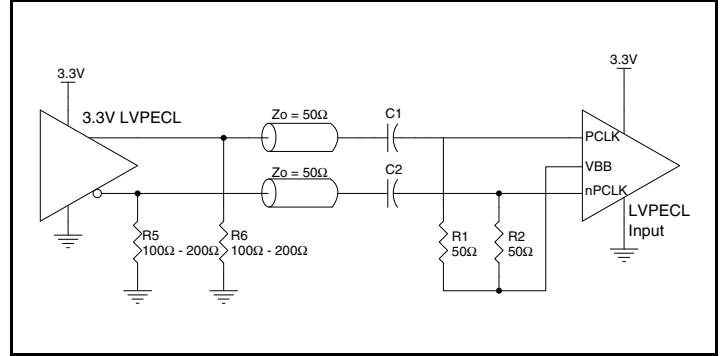 3.3V
3.3V
3.3V LVPECL
Zo = 50Ω
C1
PCLK
Zo = 50Ω
C2
VBB
nPCLK
LVPECL
Input
R5
100Ω - 200Ω
R6
100Ω - 200Ω
R1
50Ω
R2
50Ω